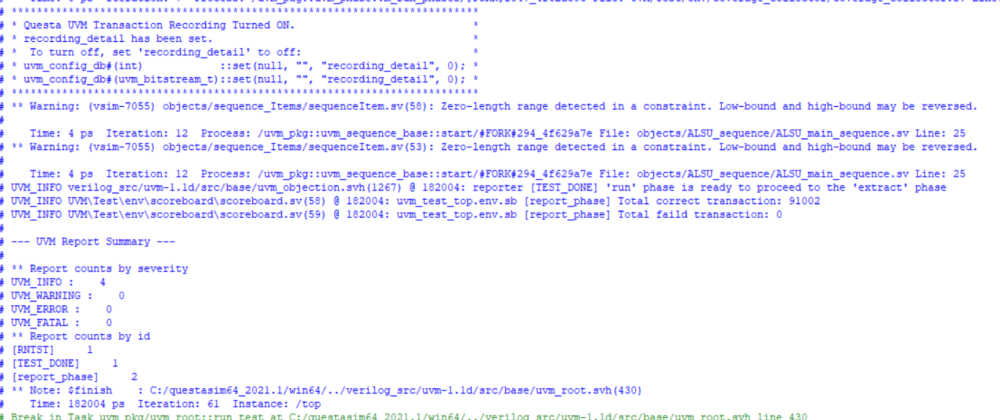 # ****************************************************************************
# * Questa UVM Transaction Recording Turned ON.                            *
# * recording_detail has been set.                                         *
# *  To turn off, set 'recording_detail' to off:                           *
# * uvm_config_db#(int)            ::set(null, "", "recording_detail", 0); *
# * uvm_config_db#(uvm_bitstream_t)::set(null, "", "recording_detail", 0); *
# ****************************************************************************
# ** Warning: (vsim-7055) objects/sequence_Items/sequenceItem.sv(58): Zero-length range detected in a constraint. Low-bound and high-bound may be reversed.
#
#    Time: 4 ps  Iteration: 12  Process: /uvm_pkg::uvm_sequence_base::start/#FORK#294_4f629a7e File: objects/ALSU_sequence/ALSU_main_sequence.sv Line: 25
# ** Warning: (vsim-7055) objects/sequence_Items/sequenceItem.sv(53): Zero-length range detected in a constraint. Low-bound and high-bound may be reversed.
#
#    Time: 4 ps  Iteration: 12  Process: /uvm_pkg::uvm_sequence_base::start/#FORK#294_4f629a7e File: objects/ALSU_sequence/ALSU_main_sequence.sv Line: 25
# UVM_INFO verilog_src/uvm-1.1d/src/base/uvm_objection.svh(1267) @ 182004: reporter [TEST_DONE] 'run' phase is ready to proceed to the 'extract' phase
# UVM_INFO UVM\Test\env\scoreboard\scoreboard.sv(58) @ 182004: uvm_test_top.env.sb [report_phase] Total correct transaction: 91002
# UVM_INFO UVM\Test\env\scoreboard\scoreboard.sv(59) @ 182004: uvm_test_top.env.sb [report_phase] Total faild transaction: 0
#
# --- UVM Report Summary ---
#
# ** Report counts by severity
# UVM_INFO :    4
# UVM_WARNING :    0
# UVM_ERROR :    0
# UVM_FATAL :    0
# ** Report counts by id
# [RNTST]     1
# [TEST_DONE]     1
# [report_phase]     2
# ** Note: $finish    : C:/questasim64_2021.1/win64/../verilog_src/uvm-1.1d/src/base/uvm_root.svh(430)
#    Time: 182004 ps  Iteration: 61  Instance: /top
# Break in Task uvm_pkg/uvm_root::run_test at C:/questasim64_2021.1/win64/../verilog_src/uvm-1.1d/src/base/uvm_root.svh line 430